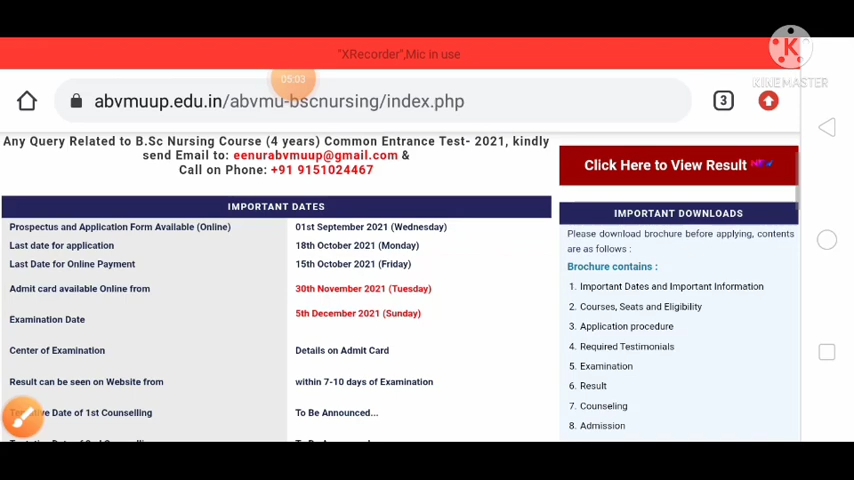 "XRecorder",Mic in use
05:03
K
KINEMASTER
abvmuup.edu.in/abvmu-bscnursing/index.php
3
Any Query Related to B.Sc Nursing Course (4 years) Common Entrance Test- 2021, kindly
send Email to: eenurabvmuup@gmail.com &
Call on Phone: +91 9151024467
Click Here to View Result
IMPORTANT DATES
Prospectus and Application Form Available (Online) 01st September 2021 (Wednesday)
Last date for application 18th October 2021 (Monday)
Last Date for Online Payment 15th October 2021 (Friday)
Admit card available Online from 30th November 2021 (Tuesday)
Examination Date 5th December 2021 (Sunday)
Center of Examination Details on Admit Card
Result can be seen on Website from within 7-10 days of Examination
Date of 1st Counselling To Be Announced...
IMPORTANT DOWNLOADS
Please download brochure before applying, contents
are as follows :
Brochure contains :
1. Important Dates and Important Information
2. Courses, Seats and Eligibility
3. Application procedure
4. Required Testimonials
5. Examination
6. Result
7. Counseling
8. Admission